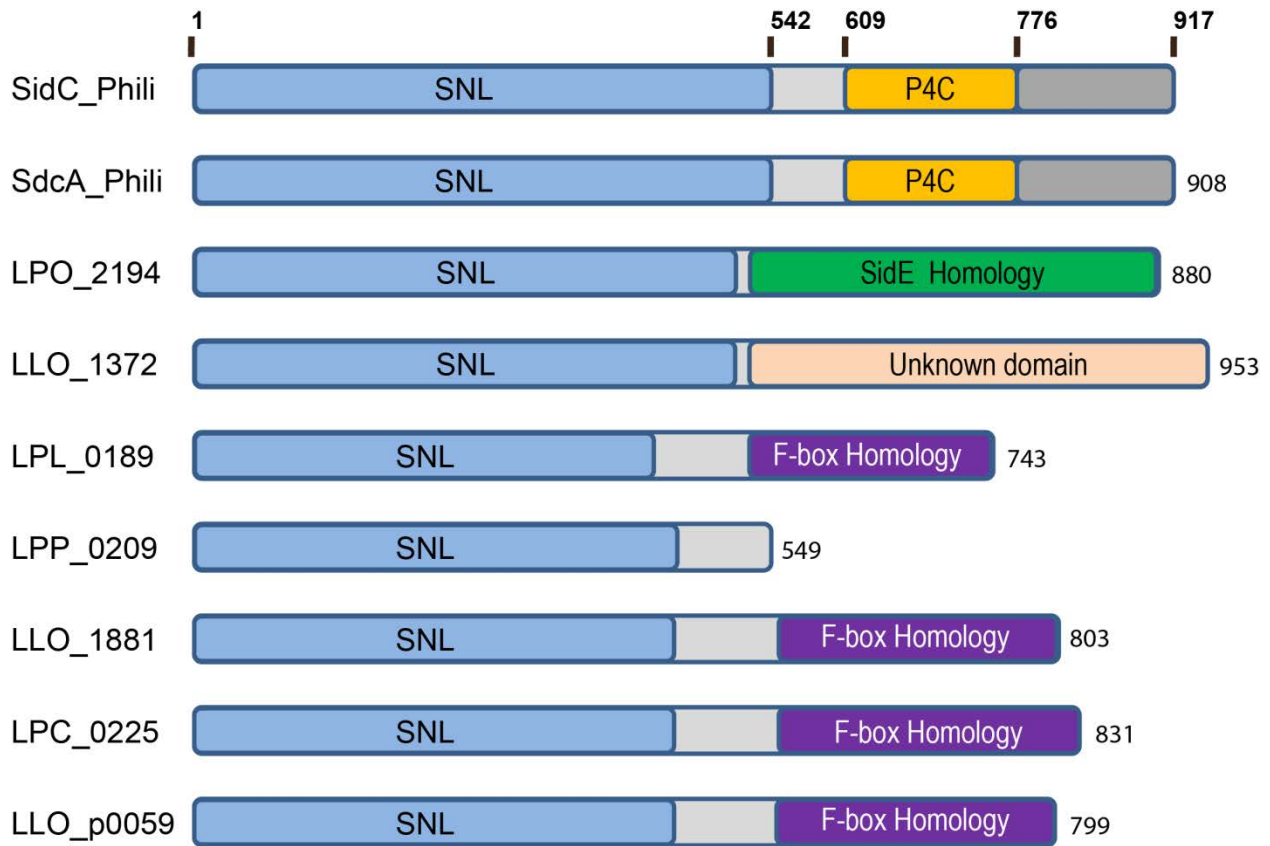 1 542 609 776 917
SidC_Phili SNL P4C
SdcA_Phili SNL P4C 908
LPO_2194 SNL SidE Homology 880
LLO_1372 SNL Unknown domain 953
LPL_0189 SNL F-box Homology 743
LPP_0209 SNL 549
LLO_1881 SNL F-box Homology 803
LPC_0225 SNL F-box Homology 831
LLO_p0059 SNL F-box Homology 799